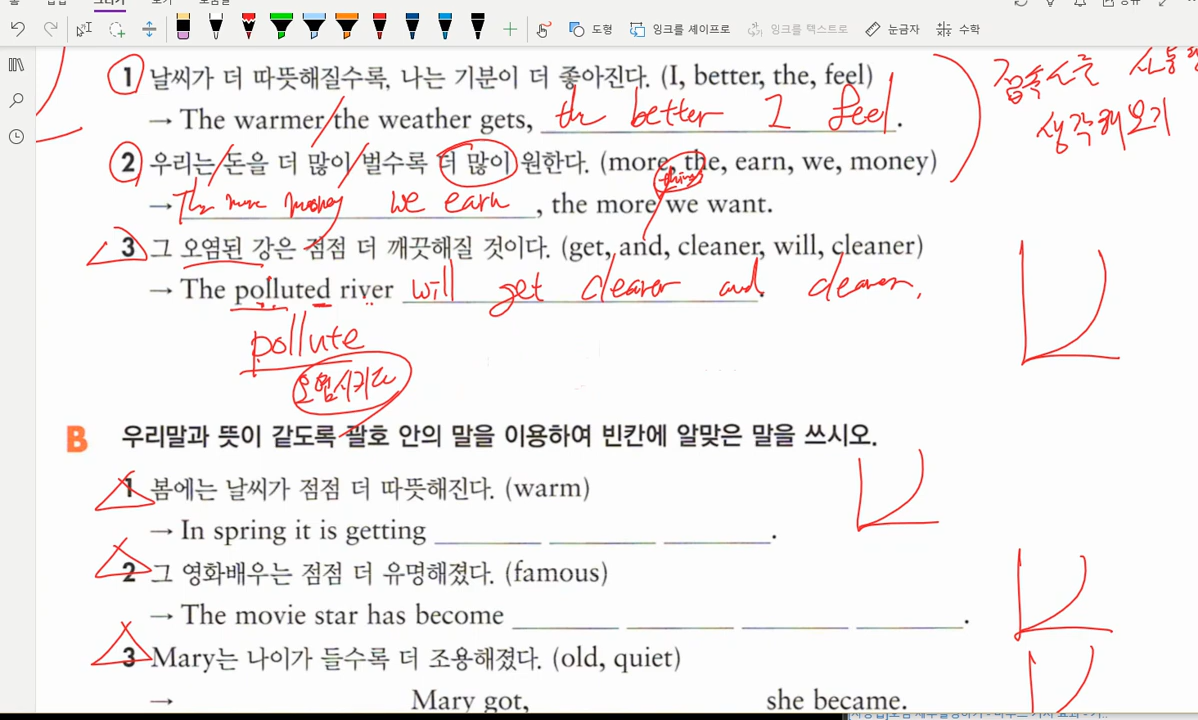 잉크를 셰이프로 잉크를 텍스트로 눈금자 수학
도형
1 날씨가 더 따뜻해질수록, 나는 기분이 더 좋아진다. (I, better, the, feel)
→ The warmer the weather gets, the better I feel.
2 우리는 돈을 더 많이 벌수록 더 많이 원한다. (more, the, earn, we, money)
things
→ The more money we earn, the more we want.
3 그 오염된 강은 점점 더 깨끗해질 것이다. (get, and, cleaner, will, cleaner)
→ The polluted river will get cleaner and cleaner.
pollute
오염시키다
생각해오기
B 우리말과 뜻이 같도록 괄호 안의 말을 이용하여 빈칸에 알맞은 말을 쓰시오.
1 봄에는 날씨가 점점 더 따뜻해진다. (warm)
→ In spring it is getting .
2 그 영화배우는 점점 더 유명해졌다. (famous)
→ The movie star has become .
3 Mary는 나이가 들수록 더 조용해졌다. (old, quiet)
→ Mary got, she became.